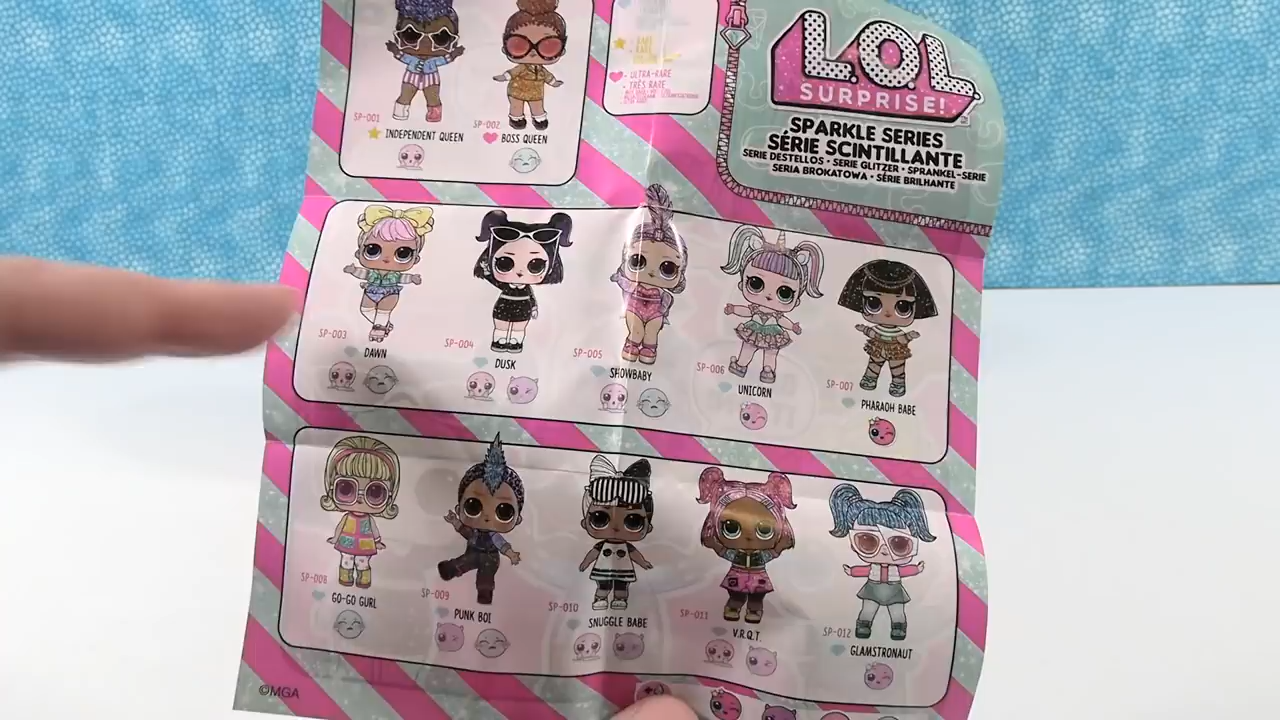 L.O.L.
SURPRISE!
SPARKLE SERIES
SÉRIE SCINTILLANTE
SERIE DESTELLOS • SERIE GLITZER • SPRANKEL-SERIE
SERIA BROKATOWA • SÉRIE BRILHANTE
• RARE
• ULTRA-RARE
• TRÈS RARE
SP-001
INDEPENDENT QUEEN
SP-002
BOSS QUEEN
SP-003
DAWN
SP-004
DUSK
SP-005
SHOWBABY
SP-006
UNICORN
SP-007
PHARAOH BABE
SP-008
GO-GO GURL
SP-009
PUNK BOI
SP-010
SNUGGLE BABE
SP-011
V.R.Q.T.
SP-012
GLAMSTRONAUT
©MGA